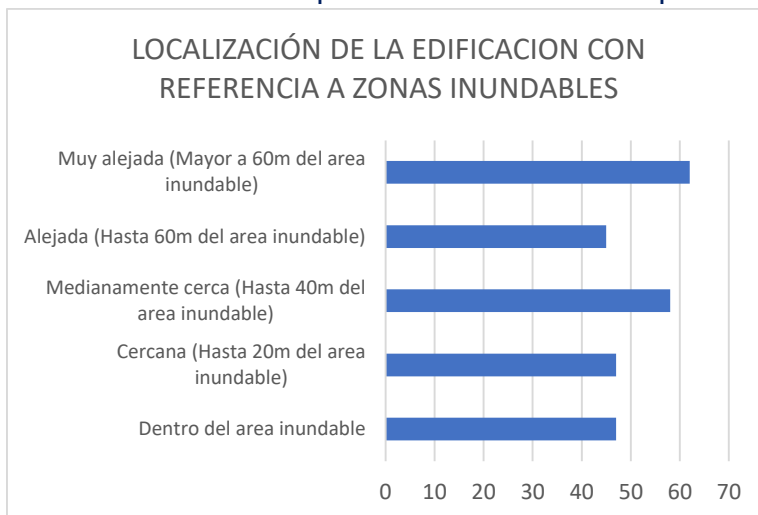 LOCALIZACIÓN DE LA EDIFICACION CON
REFERENCIA A ZONAS INUNDABLES
Muy alejada (Mayor a 60m del area
inundable)
Alejada (Hasta 60m del area inundable)
Medianamente cerca (Hasta 40m del
area inundable)
Cercana (Hasta 20m del area
inundable)
Dentro del area inundable
0 10 20 30 40 50 60 70